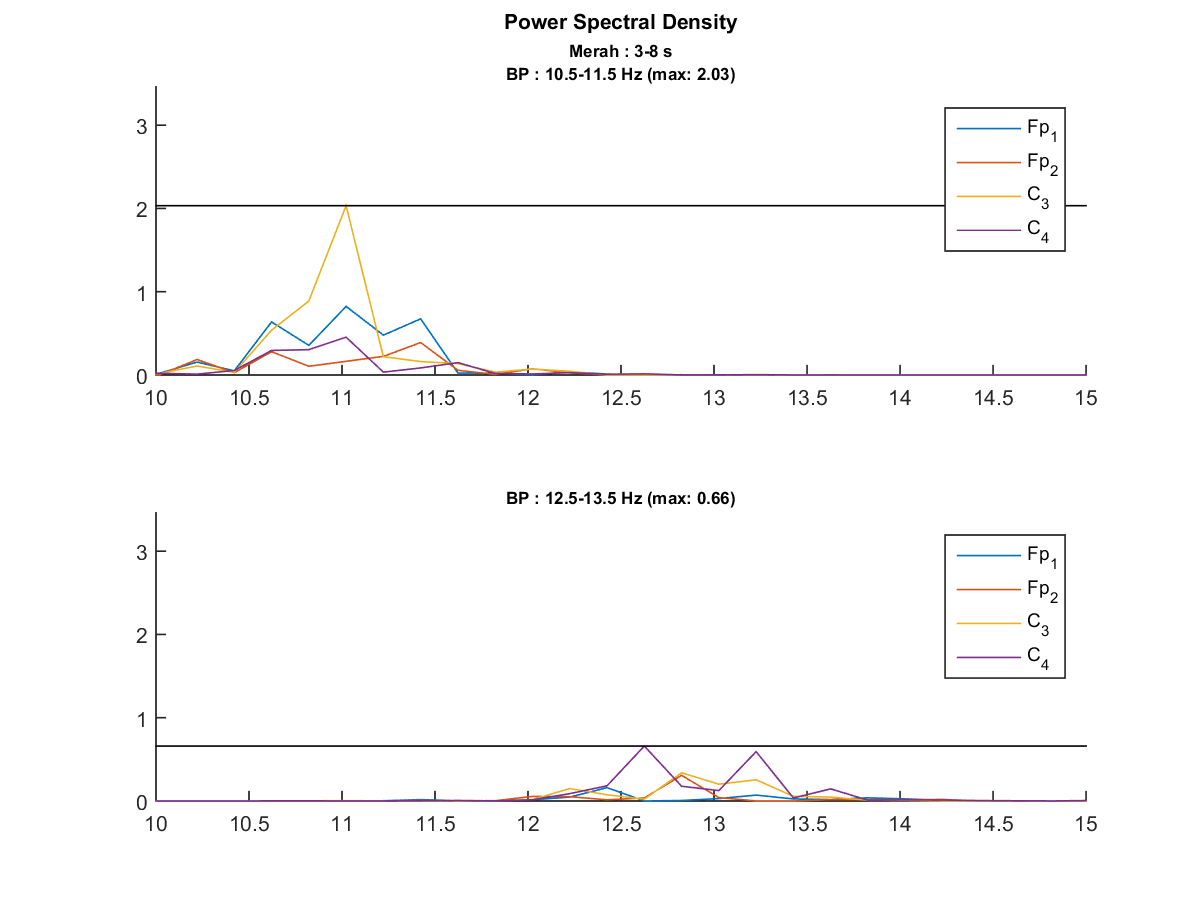 Power Spectral Density
Merah : 3-8 s
BP : 10.5-11.5 Hz (max: 2.03)
3
2
1
0
10 10.5 11 11.5 12 12.5 13 13.5 14 14.5 15
Fp1
Fp2
C3
C4
BP : 12.5-13.5 Hz (max: 0.66)
3
2
1
0
10 10.5 11 11.5 12 12.5 13 13.5 14 14.5 15
Fp1
Fp2
C3
C4